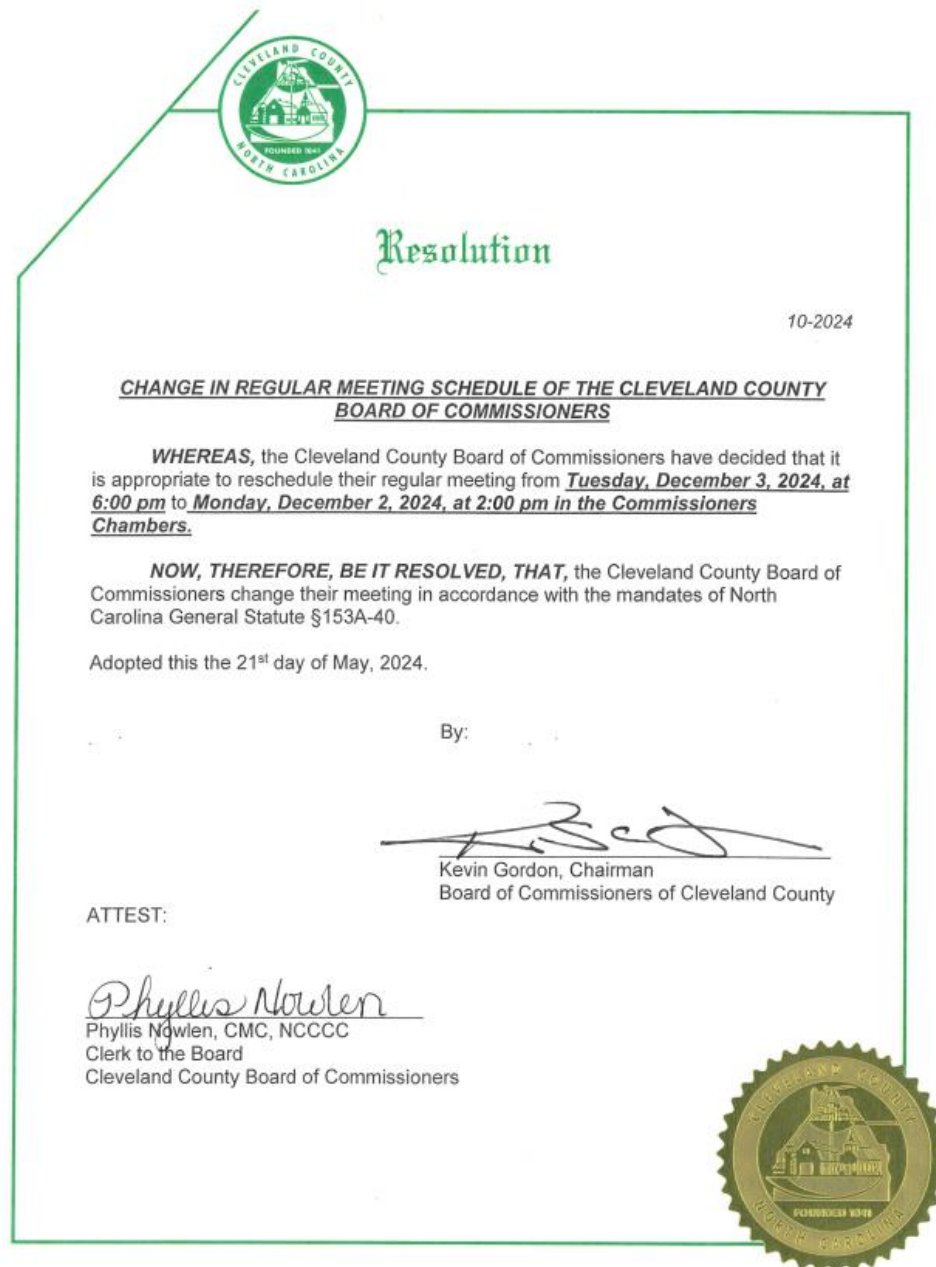 CLEVELAND COUNTY
FOUNDED 1841
NORTH CAROLINA
Resolution
10-2024
CHANGE IN REGULAR MEETING SCHEDULE OF THE CLEVELAND COUNTY
BOARD OF COMMISSIONERS
WHEREAS, the Cleveland County Board of Commissioners have decided that it
is appropriate to reschedule their regular meeting from Tuesday, December 3, 2024, at
6:00 pm to Monday, December 2, 2024, at 2:00 pm in the Commissioners
Chambers.
NOW, THEREFORE, BE IT RESOLVED, THAT, the Cleveland County Board of
Commissioners change their meeting in accordance with the mandates of North
Carolina General Statute §153A-40.
Adopted this the 21st day of May, 2024.
By:
Kevin Gordon, Chairman
Board of Commissioners of Cleveland County
ATTEST:
Phyllis Nowlen
Phyllis Nowlen, CMC, NCCCC
Clerk to the Board
Cleveland County Board of Commissioners
CLEVELAND COUNTY
FOUNDED 1841
NORTH CAROLINA